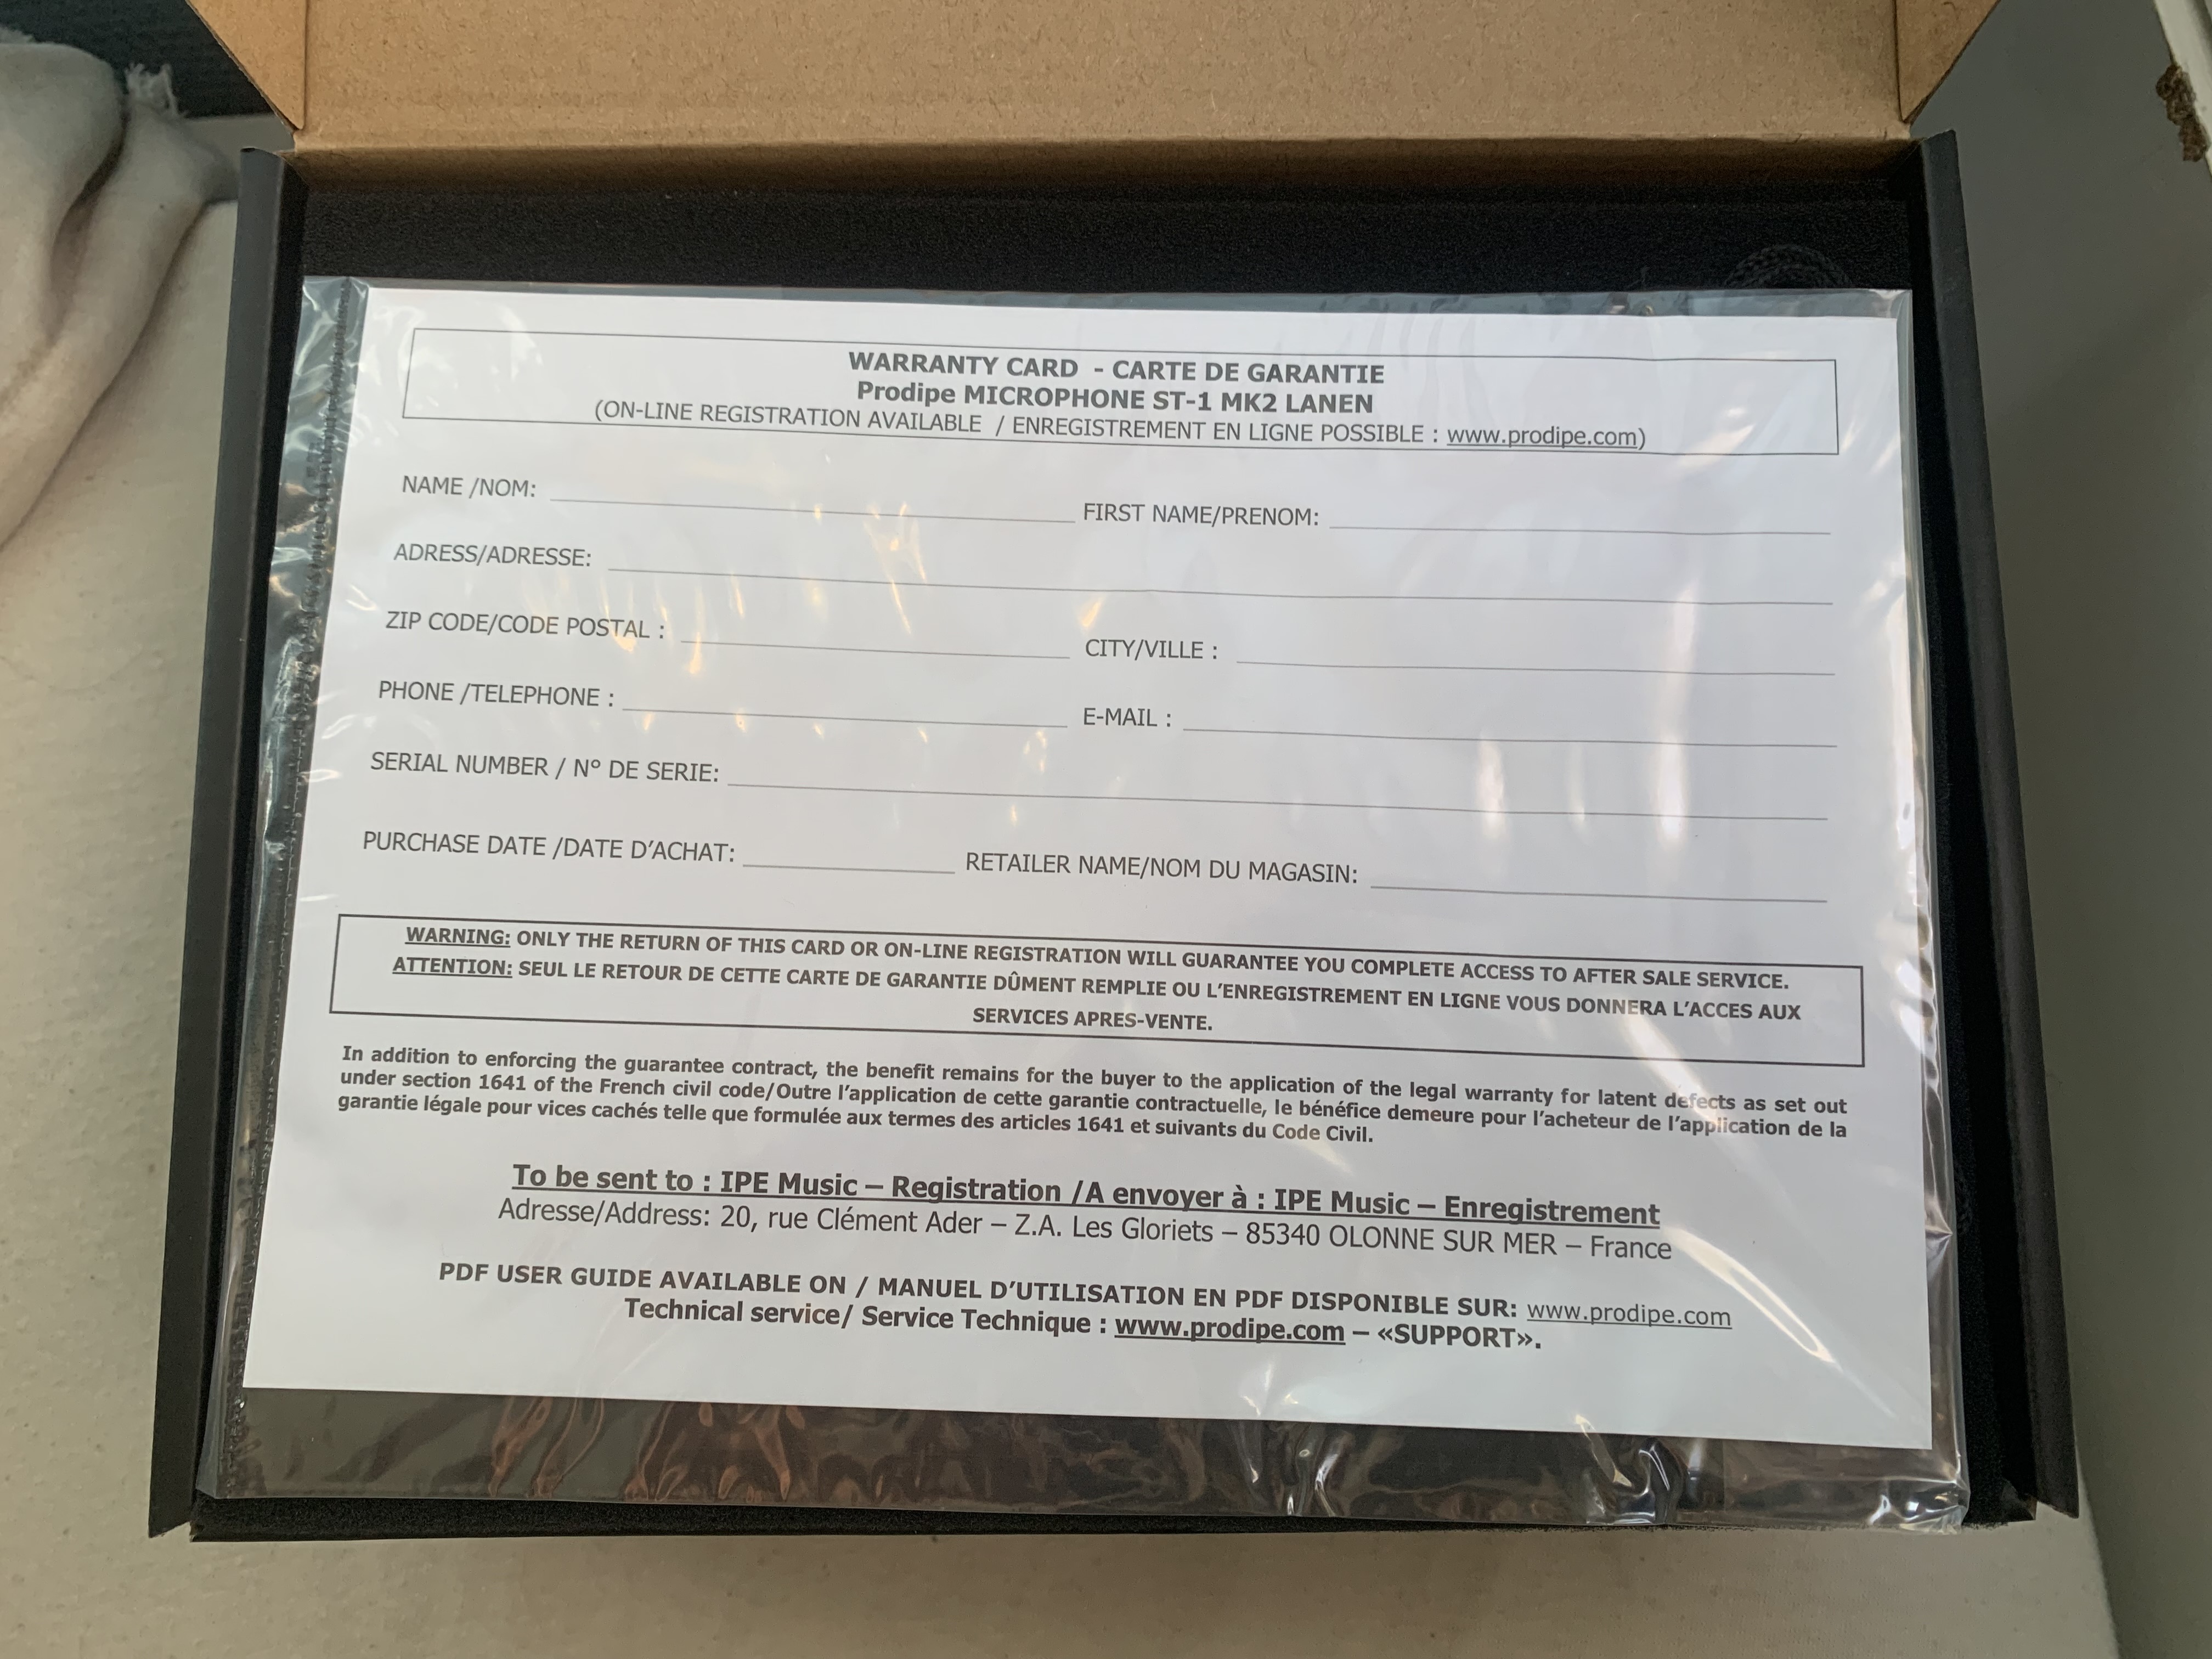 WARRANTY CARD - CARTE DE GARANTIE
Prodipe MICROPHONE ST-1 MK2 LANEN
(ON-LINE REGISTRATION AVAILABLE / ENREGISTREMENT EN LIGNE POSSIBLE : www.prodipe.com)
NAME /NOM: FIRST NAME/PRENOM:
ADRESS/ADRESSE:
ZIP CODE/CODE POSTAL : CITY/VILLE :
PHONE /TELEPHONE : E-MAIL :
SERIAL NUMBER / N° DE SERIE:
PURCHASE DATE /DATE D’ACHAT: RETAILER NAME/NOM DU MAGASIN:
WARNING: ONLY THE RETURN OF THIS CARD OR ON-LINE REGISTRATION WILL GUARANTEE YOU COMPLETE ACCESS TO AFTER SALE SERVICE.
ATTENTION: SEUL LE RETOUR DE CETTE CARTE DE GARANTIE DÛMENT REMPLIE OU L’ENREGISTREMENT EN LIGNE VOUS DONNERA L’ACCES AUX
SERVICES APRES-VENTE.
In addition to enforcing the guarantee contract, the benefit remains for the buyer to the application of the legal warranty for latent defects as set out
under section 1641 of the French civil code/Outre l’application de cette garantie contractuelle, le bénéfice demeure pour l’acheteur de l’application de la
garantie légale pour vices cachés telle que formulée aux termes des articles 1641 et suivants du Code Civil.
To be sent to : IPE Music – Registration /A envoyer à : IPE Music – Enregistrement
Adresse/Address: 20, rue Clément Ader – Z.A. Les Gloriets – 85340 OLONNE SUR MER – France
PDF USER GUIDE AVAILABLE ON / MANUEL D’UTILISATION EN PDF DISPONIBLE SUR: www.prodipe.com
Technical service/ Service Technique : www.prodipe.com – «SUPPORT».